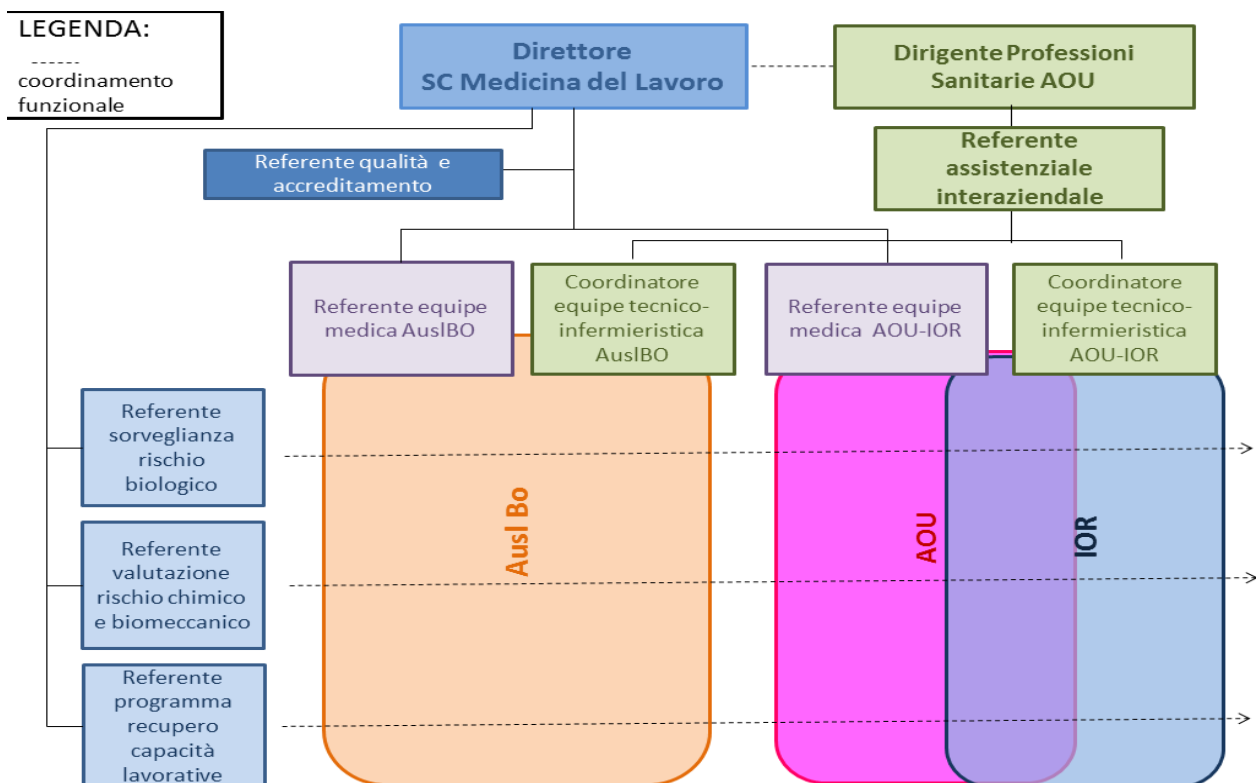 LEGENDA:
------
coordinamento
funzionale
Direttore
SC Medicina del Lavoro
Dirigente Professioni
Sanitarie AOU
Referente qualità e
accreditamento
Referente
assistenziale
interaziendale
Referente equipe
medica AuslBO
Coordinatore
equipe tecnico-
infermieristica
AuslBO
Referente equipe
medica AOU-IOR
Coordinatore
equipe tecnico-
infermieristica
AOU-IOR
Referente
sorveglianza
rischio
biologico
Referente
valutazione
rischio chimico
e biomeccanico
Referente
programma
recupero
capacità
lavorative
Ausl Bo
AOU
IOR